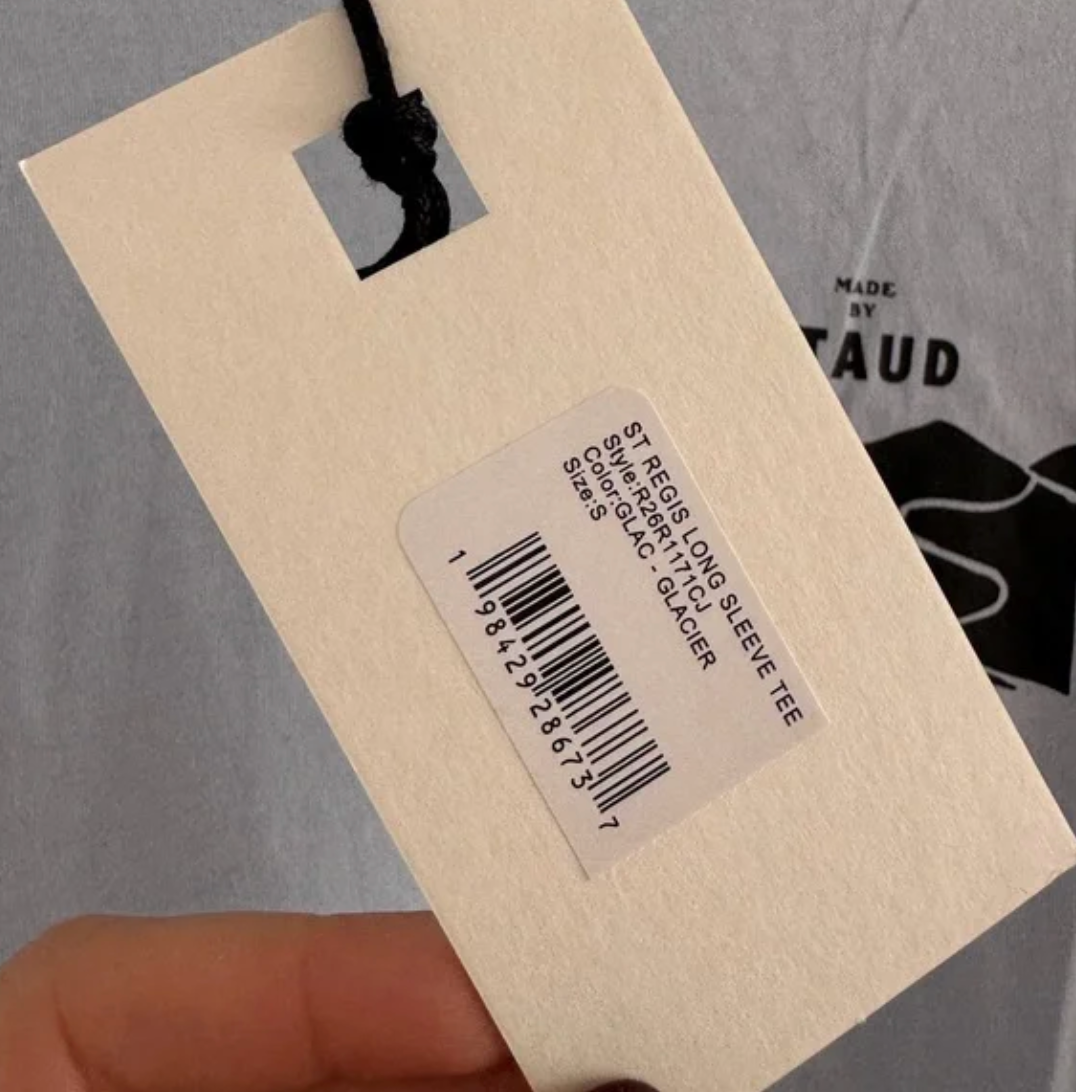 ST REGIS LONG SLEEVE TEE
Style:R26R1171CJ
Color:GLAC - GLACIER
Size:S
1 98429 28673 7
MADE
BY
TAUD